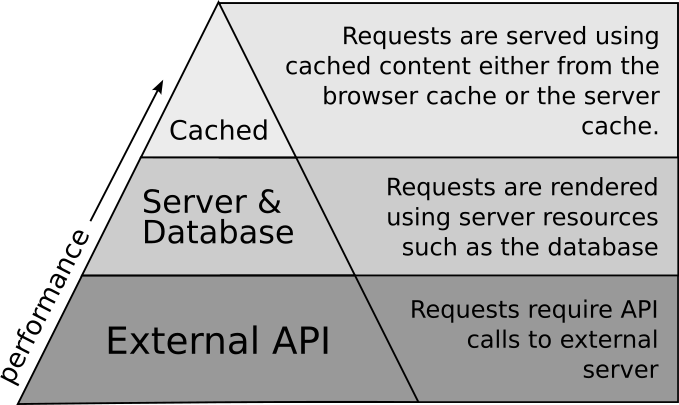 Requests are served using
cached content either from the
browser cache or the server
cache.
Cached
Requests are rendered
using server resources
such as the database
Server &
Database
performance
Requests require API
calls to external
server
External API